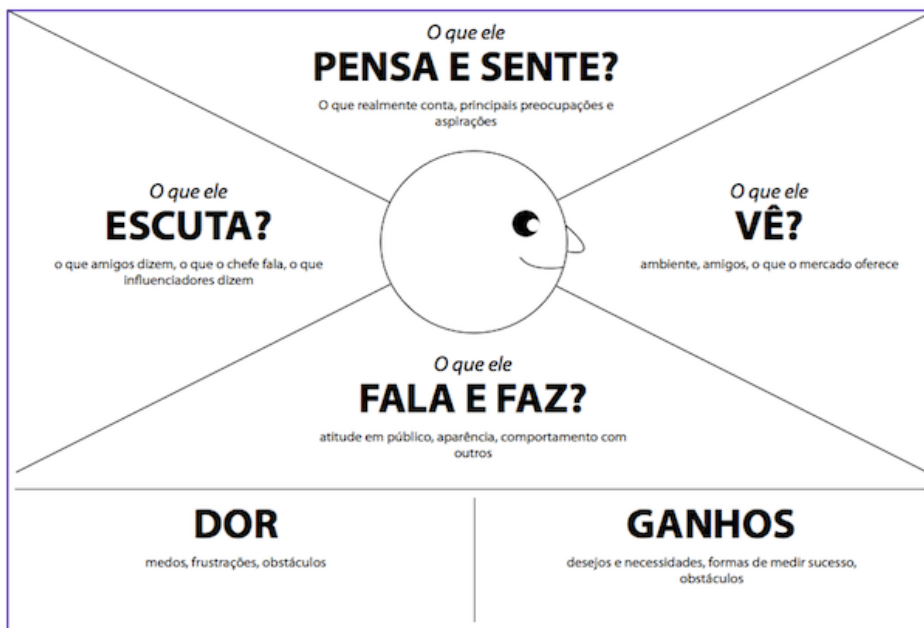 O que ele
PENSA E SENTE?
O que realmente conta, principais preocupações e
aspirações
O que ele
ESCUTA?
o que amigos dizem, o que o chefe fala, o que
influenciadores dizem
O que ele
VÊ?
ambiente, amigos, o que o mercado oferece
O que ele
FALA E FAZ?
atitude em público, aparência, comportamento com
outros
DOR
medos, frustrações, obstáculos
GANHOS
desejos e necessidades, formas de medir sucesso,
obstáculos